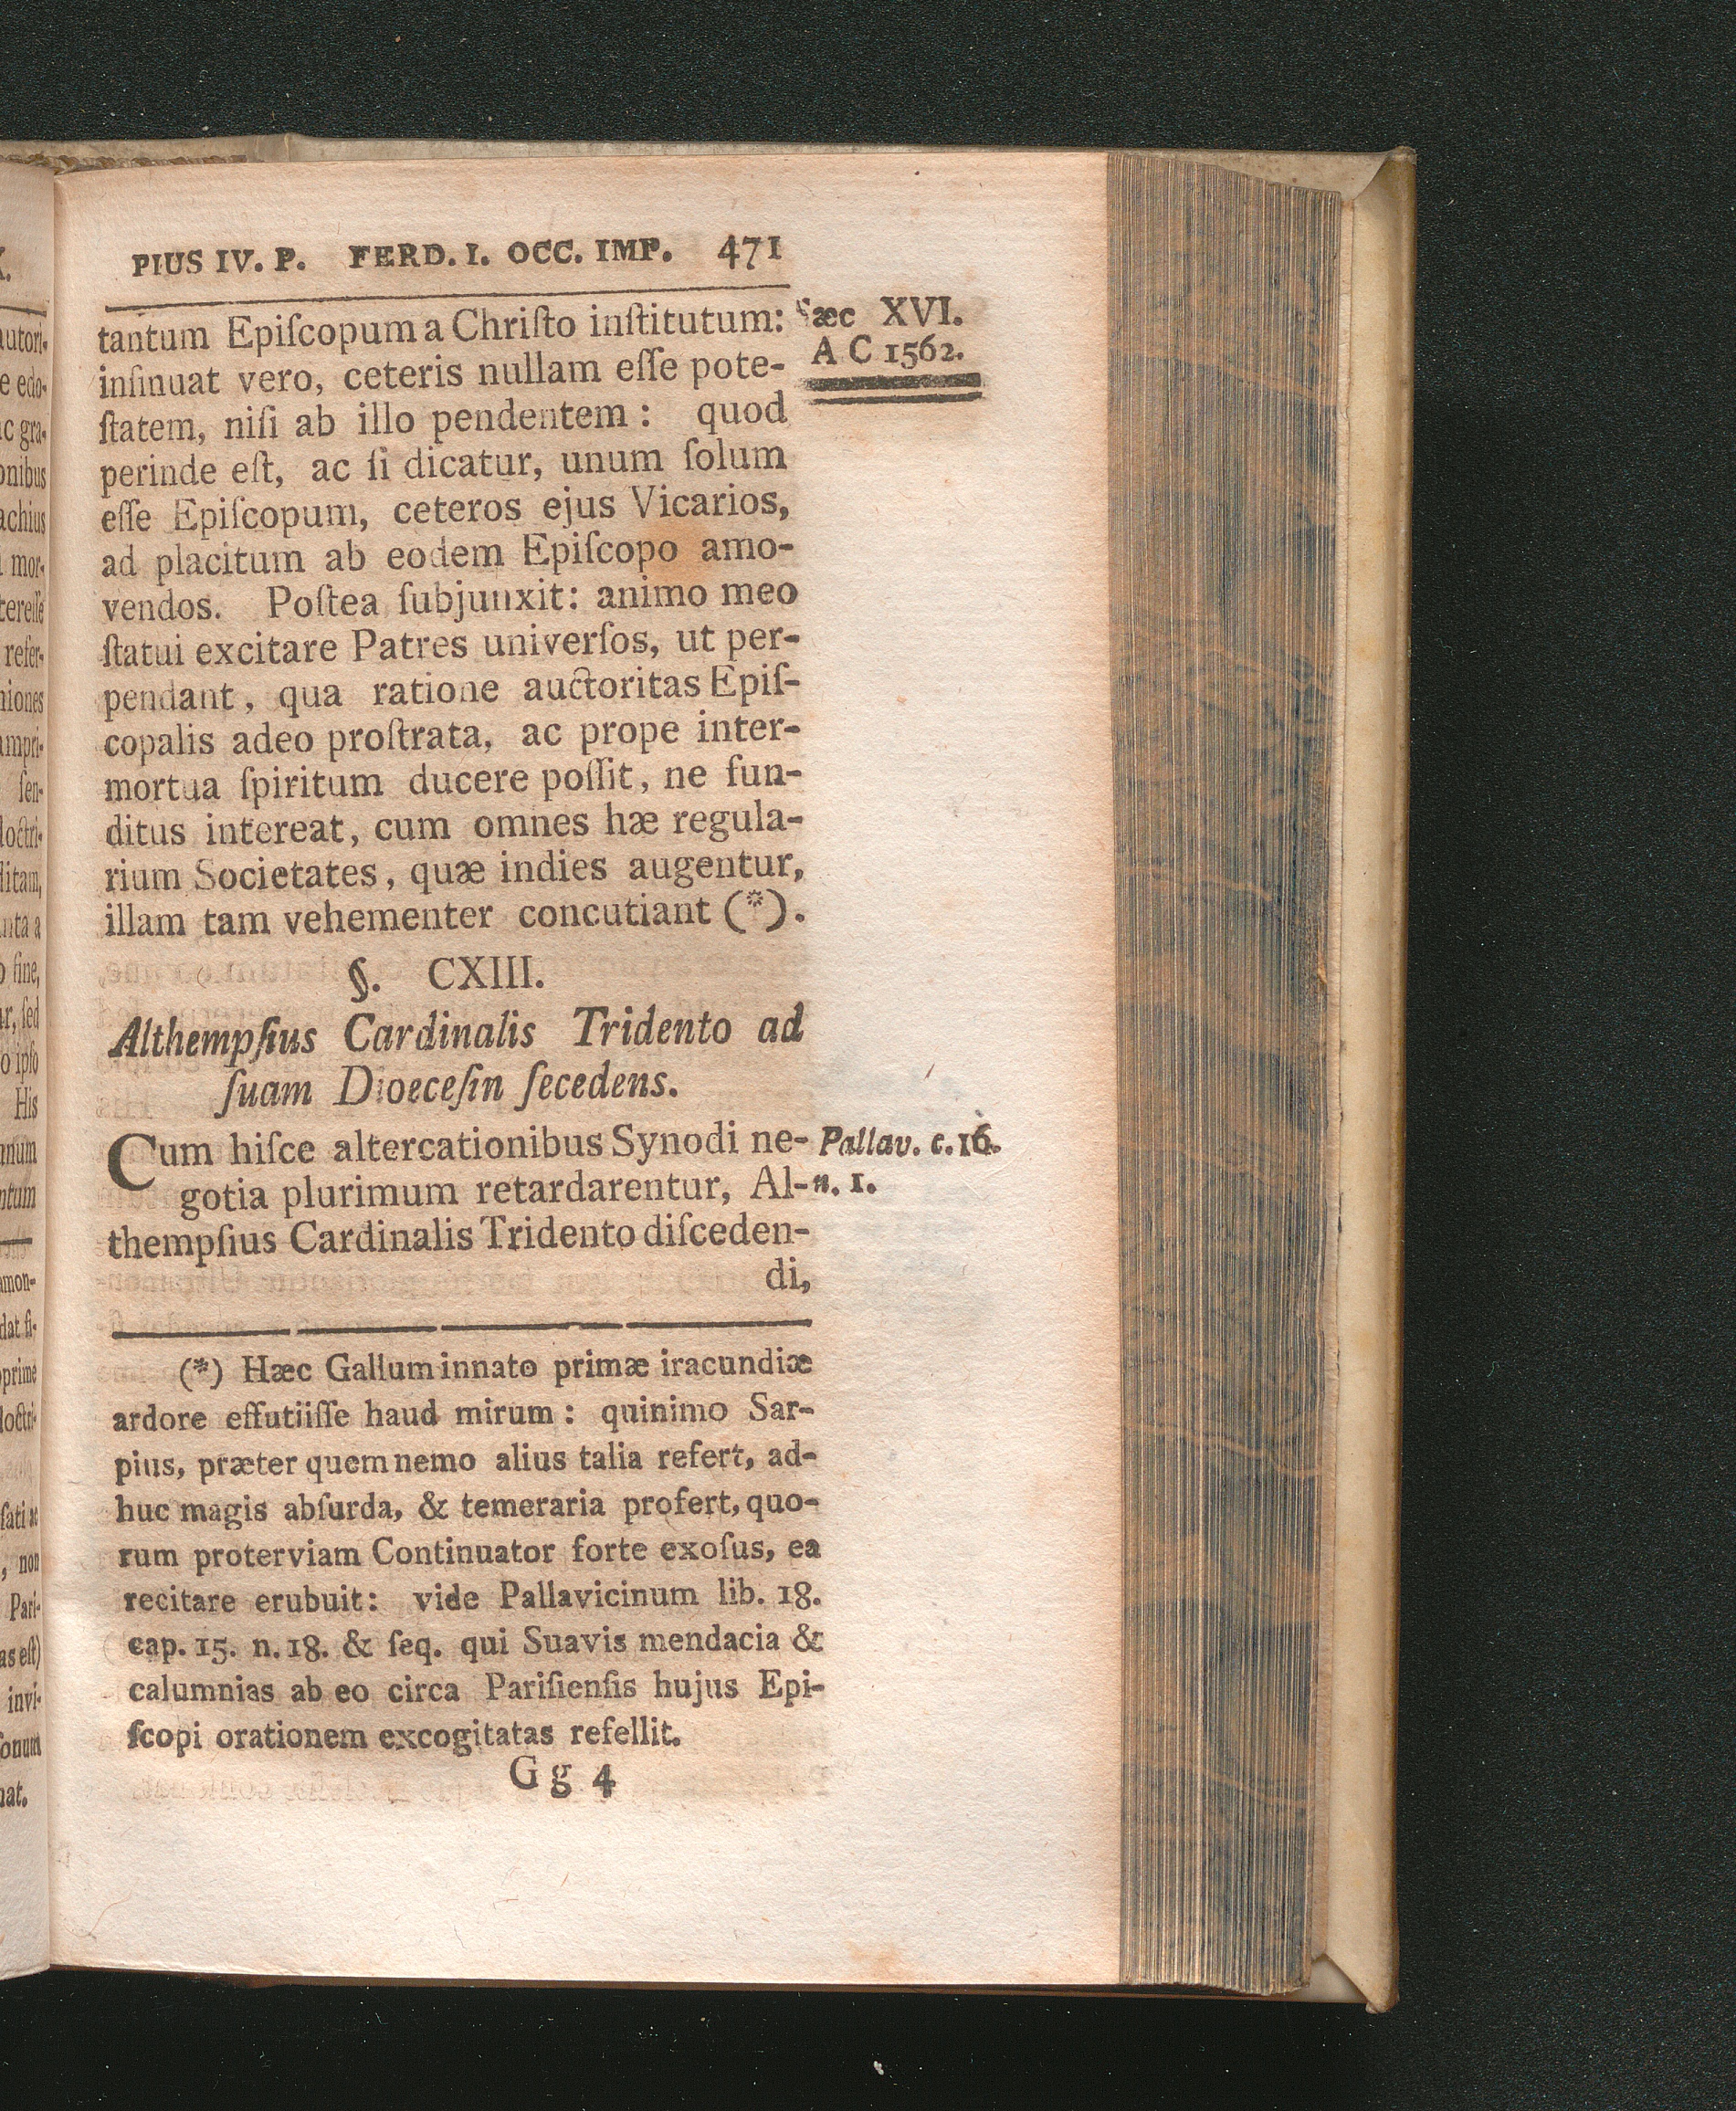 PIUS IV. P. FERD. I. OCC. IMP. 471
tantum Epiſcopum a Chriſto inſtitutum:
inſinuat vero, ceteris nullam eſſe pote-
ſtatem, niſi ab illo pendentem: quod
perinde eſt, ac ſi dicatur, unum ſolum
eſſe Epiſcopum, ceteros ejus Vicarios,
ad placitum ab eodem Epiſcopo amo-
vendos. Poſtea ſubjunxit: animo meo
ſtatui excitare Patres univerſos, ut per-
pendant, qua ratione auctoritas Epiſ-
copalis adeo proſtrata, ac prope inter-
mortua ſpiritum ducere poſſit, ne fun-
ditus intereat, cum omnes hæ regula-
rium Societates, quæ indies augentur,
illam tam vehementer concutiant (*).
Sæc XVI.
A C 1562.
§. CXIII.
Althempſius Cardinalis Tridento ad
ſuam Dioeceſin ſecedens.
Cum hiſce altercationibus Synodi ne-
gotia plurimum retardarentur, Al-
thempſius Cardinalis Tridento diſceden-
di,
Pallav. c. 16.
n. 1.
(*) Hæc Gallum innato primæ iracundiæ
ardore effutiiſſe haud mirum: quinimo Sar-
pius, præter quem nemo alius talia refert, ad-
huc magis abſurda, & temeraria profert, quo-
rum proterviam Continuator forte exoſus, ea
recitare erubuit: vide Pallavicinum lib. 18.
cap. 15. n. 18. & ſeq. qui Suavis mendacia &
calumnias ab eo circa Pariſienſis hujus Epi-
ſcopi orationem excogitatas refellit.
G g 4